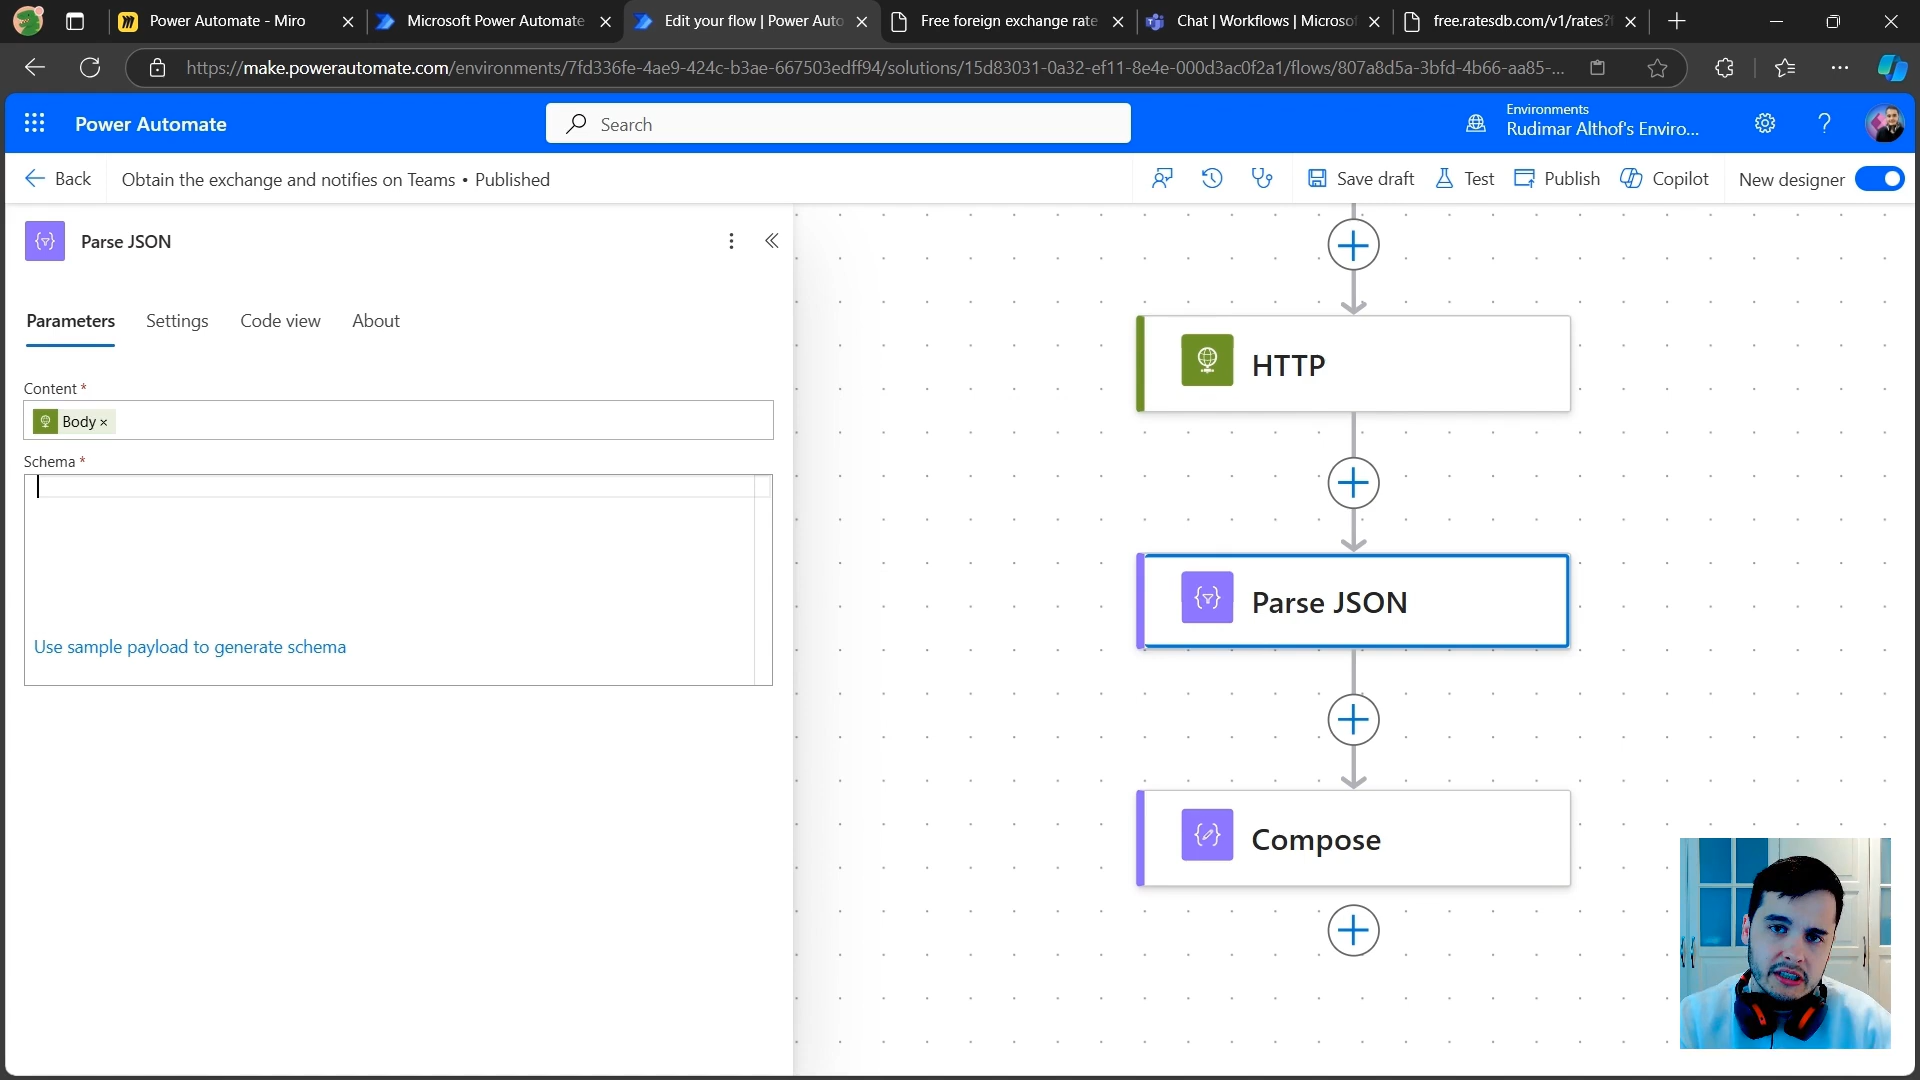 Power Automate - Miro
Microsoft Power Automate
Edit your flow | Power Auto
Free foreign exchange rate
Chat | Workflows | Microso
free.ratesdb.com/v1/rates?f
https://make.powerautomate.com/environments/7fd336fe-4ae9-424c-b3ae-667503edff94/solutions/15d83031-0a32-ef11-8e4e-000d3ac0f2a1/flows/807a8d5a-3bfd-4b66-aa85-...
Power Automate
Search
Environments
Rudimar Althof's Enviro...
Back
Obtain the exchange and notifies on Teams • Published
Save draft
Test
Publish
Copilot
New designer
Parse JSON
Parameters
Settings
Code view
About
Content *
Body ×
Schema *
Use sample payload to generate schema
HTTP
Parse JSON
Compose